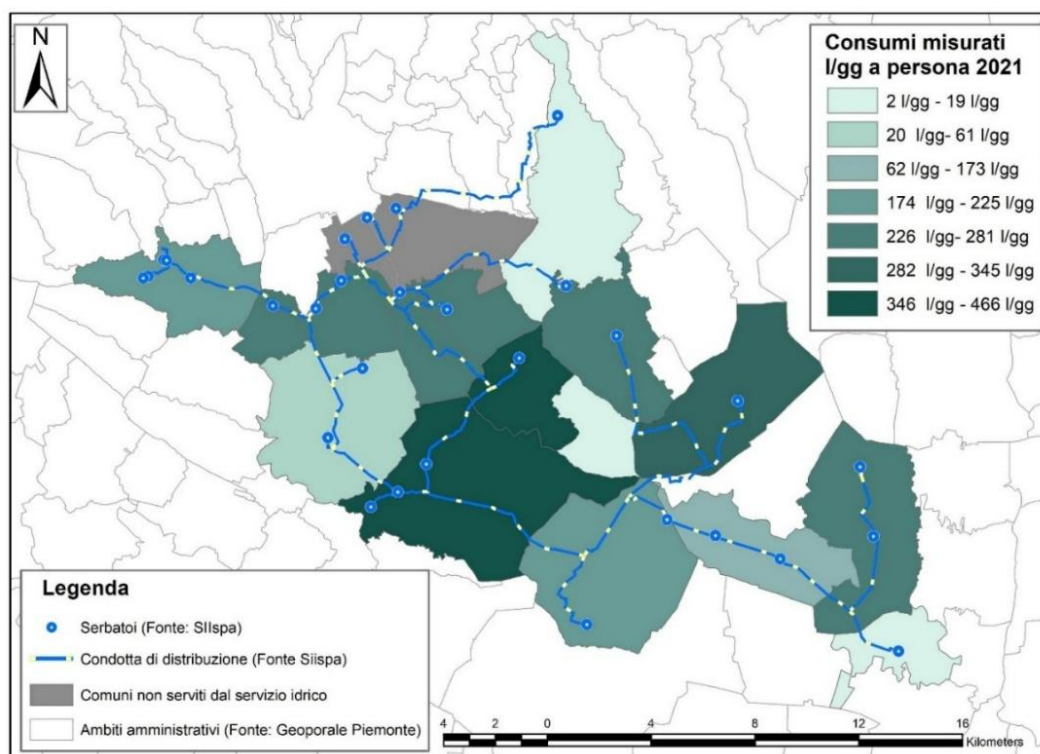 N
Consumi misurati
l/gg a persona 2021
2 l/gg - 19 l/gg
20 l/gg- 61 l/gg
62 l/gg - 173 l/gg
174 l/gg - 225 l/gg
226 l/gg- 281 l/gg
282 l/gg - 345 l/gg
346 l/gg - 466 l/gg
Legenda
Serbatoi (Fonte: SIIspa)
Condotta di distribuzione (Fonte Siispa)
Comuni non serviti dal servizio idrico
Ambiti amministrativi (Fonte: Geoporale Piemonte)
4 2 0 4 8 12 16
Kilometers